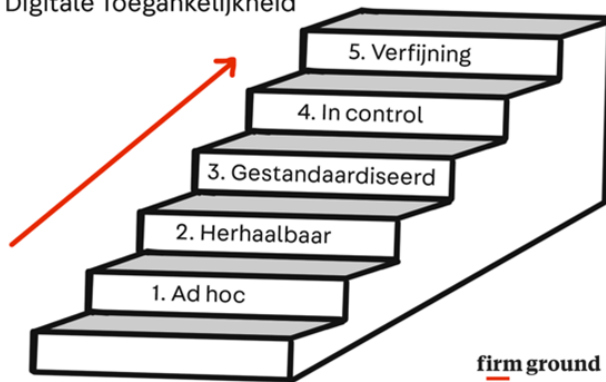 Digitale Toegankelijkheid
5. Verfijning
4. In control
3. Gestandaardiseerd
2. Herhaalbaar
1. Ad hoc
firm ground